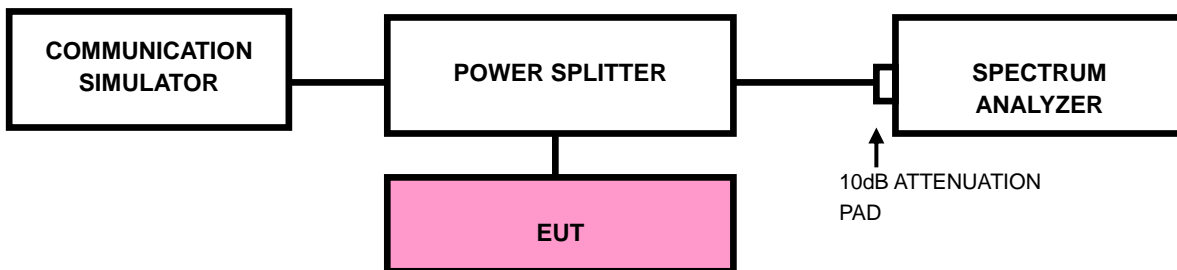 COMMUNICATION
SIMULATOR
POWER SPLITTER
SPECTRUM
ANALYZER
10dB ATTENUATION
PAD
EUT